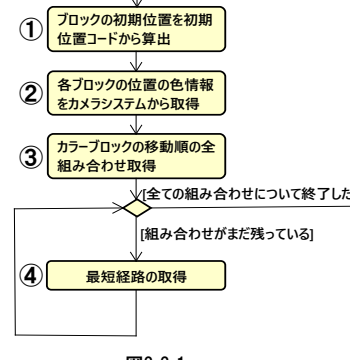 ①
ブロックの初期位置を初期
位置コードから算出
②
各ブロックの位置の色情報
をカメラシステムから取得
③
カラーブロックの移動順の全
組み合わせ取得
[全ての組み合わせについて終了した
[組み合わせがまだ残っている]
④
最短経路の取得